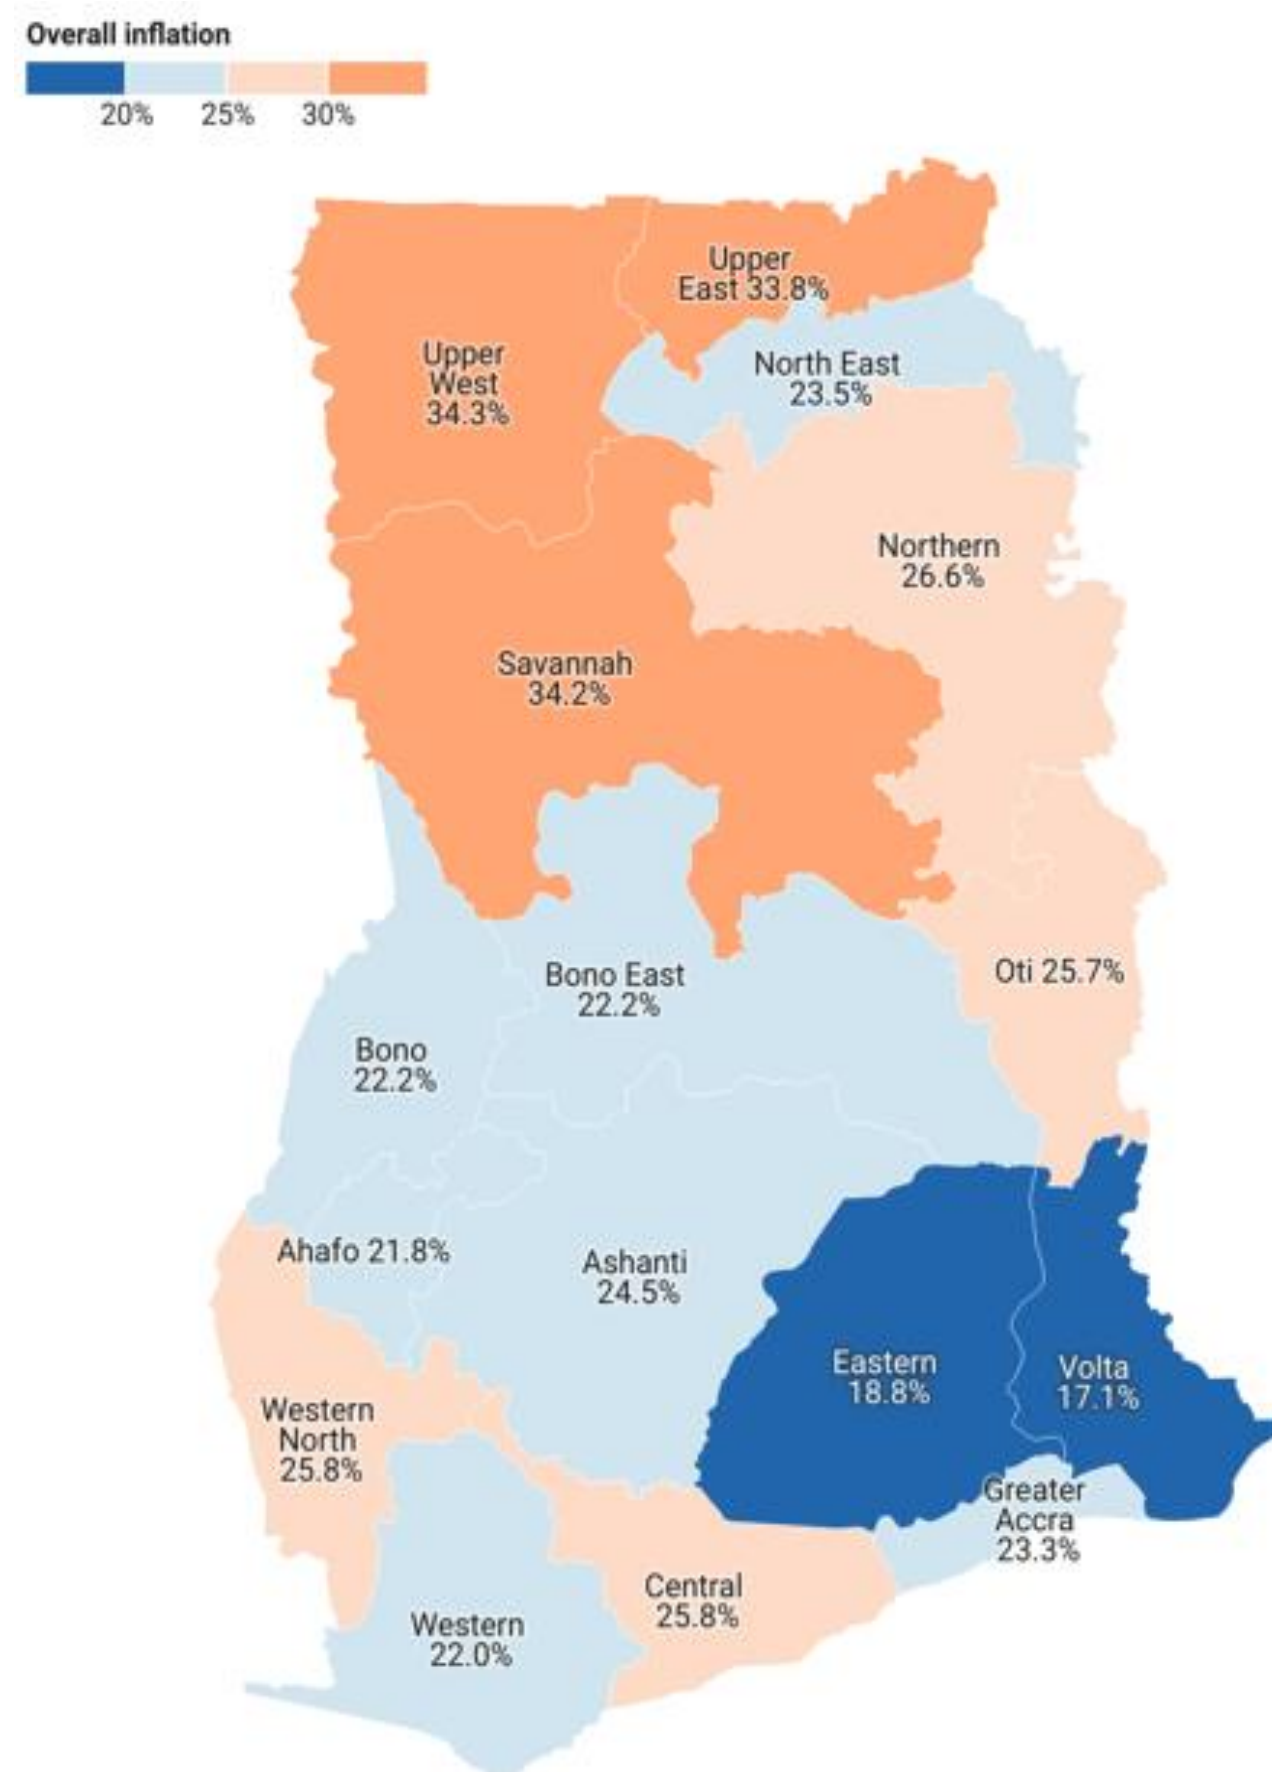 Overall inflation
20% 25% 30%
Upper
East 33.8%
Upper
West
34.3%
North East
23.5%
Northern
26.6%
Savannah
34.2%
Oti 25.7%
Bono East
22.2%
Bono
22.2%
Ahafo 21.8%
Ashanti
24.5%
Eastern
18.8%
Volta
17.1%
Western
North
25.8%
Greater
Accra
23.3%
Central
25.8%
Western
22.0%